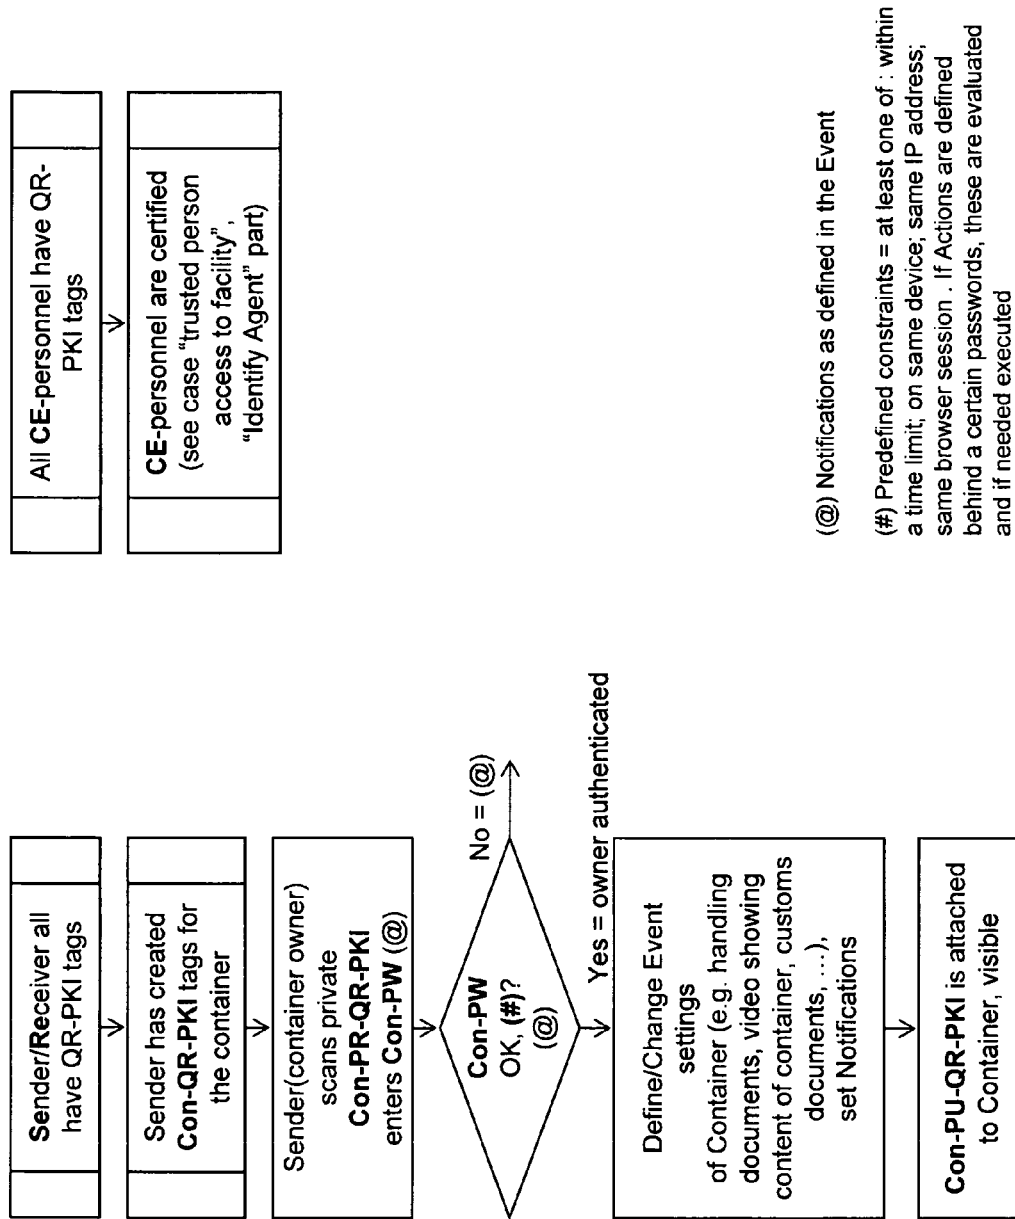 Sender/Receiver all
have QR-PKI tags
Sender has created
Con-QR-PKI tags for
the container
Sender(container owner)
scans private
Con-PR-QR-PKI
enters Con-PW (@)
Con-PW
OK, (#)?
(@)
No = (@)
Yes = owner authenticated
Define/Change Event
settings
of Container (e.g. handling
documents, video showing
content of container, customs
documents, ...),
set Notifications
Con-PU-QR-PKI is attached
to Container, visible
All CE-personnel have QR-
PKI tags
CE-personnel are certified
(see case "trusted person
access to facility",
"Identify Agent" part)
(@) Notifications as defined in the Event
(#) Predefined constraints = at least one of : within
a time limit; on same device; same IP address;
same browser session . If Actions are defined
behind a certain passwords, these are evaluated
and if needed executed